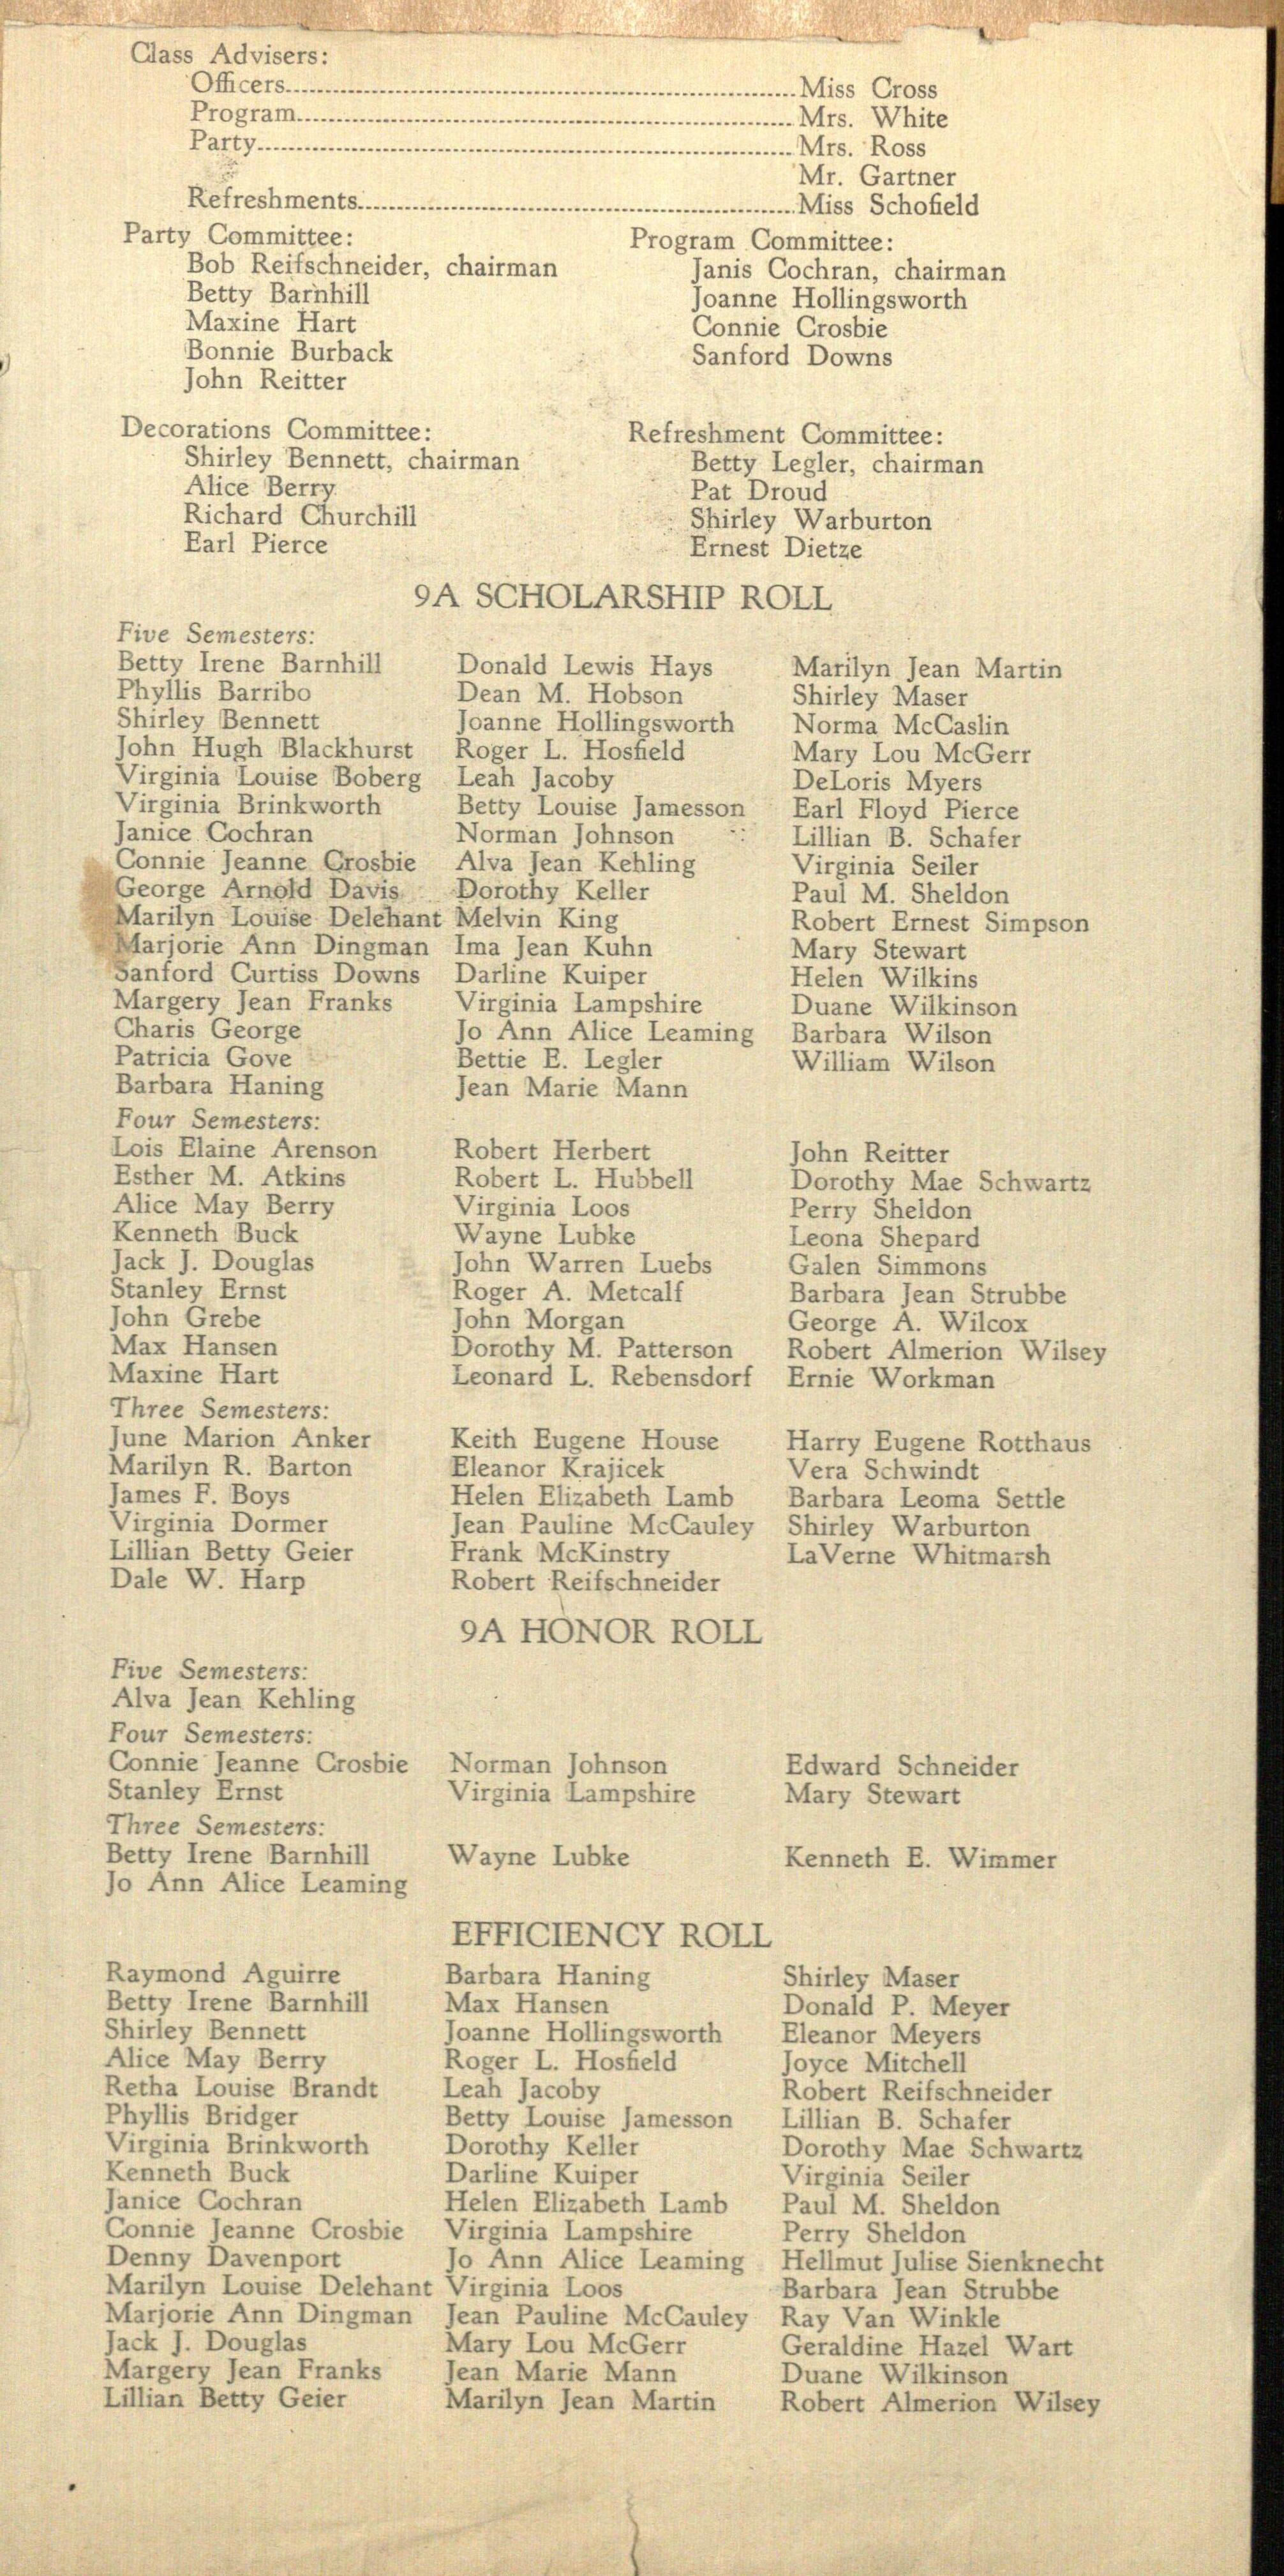 Class Advisers:
Officers....Miss Cross
Program....Mrs. White
Party....Mrs. Ross
Mr. Gartner
Refreshments....Miss Schofield
Party Committee:
Bob Reifschneider, chairman
Betty Barnhill
Maxine Hart
Bonnie Burback
John Reitter
Program Committee:
Janis Cochran, chairman
Joanne Hollingsworth
Connie Crosbie
Sanford Downs
Decorations Committee:
Shirley Bennett, chairman
Alice Berry
Richard Churchill
Earl Pierce
Refreshment Committee:
Betty Legler, chairman
Pat Droud
Shirley Warburton
Ernest Dietze
9A SCHOLARSHIP ROLL
Five Semesters:
Betty Irene Barnhill Donald Lewis Hays Marilyn Jean Martin
Phyllis Barribo Dean M. Hobson Shirley Maser
Shirley Bennett Joanne Hollingsworth Norma McCaslin
John Hugh Blackhurst Roger L. Hosfield Mary Lou McGerr
Virginia Louise Boberg Leah Jacoby DeLoris Myers
Virginia Brinkworth Betty Louise Jamesson Earl Floyd Pierce
Janice Cochran Norman Johnson Lillian B. Schafer
Connie Jeanne Crosbie Alva Jean Kehling Virginia Seiler
George Arnold Davis Dorothy Keller Paul M. Sheldon
Marilyn Louise Delehant Melvin King Robert Ernest Simpson
Marjorie Ann Dingman Ima Jean Kuhn Mary Stewart
Sanford Curtiss Downs Darline Kuiper Helen Wilkins
Margery Jean Franks Virginia Lampshire Duane Wilkinson
Charis George Jo Ann Alice Leaming Barbara Wilson
Patricia Gove Bettie E. Legler William Wilson
Barbara Haning Jean Marie Mann
Four Semesters:
Lois Elaine Arenson Robert Herbert John Reitter
Esther M. Atkins Robert L. Hubbell Dorothy Mae Schwartz
Alice May Berry Virginia Loos Perry Sheldon
Kenneth Buck Wayne Lubke Leona Shepard
Jack J. Douglas John Warren Luebs Galen Simmons
Stanley Ernst Roger A. Metcalf Barbara Jean Strubbe
John Grebe John Morgan George A. Wilcox
Max Hansen Dorothy M. Patterson Robert Almerion Wilsey
Maxine Hart Leonard L. Rebensdorf Ernie Workman
Three Semesters:
June Marion Anker Keith Eugene House Harry Eugene Rotthaus
Marilyn R. Barton Eleanor Krajicek Vera Schwindt
James F. Boys Helen Elizabeth Lamb Barbara Leoma Settle
Virginia Dormer Jean Pauline McCauley Shirley Warburton
Lillian Betty Geier Frank McKinstry LaVerne Whitmarsh
Dale W. Harp Robert Reifschneider
9A HONOR ROLL
Five Semesters:
Alva Jean Kehling
Four Semesters:
Connie Jeanne Crosbie Norman Johnson Edward Schneider
Stanley Ernst Virginia Lampshire Mary Stewart
Three Semesters:
Betty Irene Barnhill Wayne Lubke Kenneth E. Wimmer
Jo Ann Alice Leaming
EFFICIENCY ROLL
Raymond Aguirre Barbara Haning Shirley Maser
Betty Irene Barnhill Max Hansen Donald P. Meyer
Shirley Bennett Joanne Hollingsworth Eleanor Meyers
Alice May Berry Roger L. Hosfield Joyce Mitchell
Retha Louise Brandt Leah Jacoby Robert Reifschneider
Phyllis Bridger Betty Louise Jamesson Lillian B. Schafer
Virginia Brinkworth Dorothy Keller Dorothy Mae Schwartz
Kenneth Buck Darline Kuiper Virginia Seiler
Janice Cochran Helen Elizabeth Lamb Paul M. Sheldon
Connie Jeanne Crosbie Virginia Lampshire Perry Sheldon
Denny Davenport Jo Ann Alice Leaming Hellmut Julise Sienknecht
Marilyn Louise Delehant Virginia Loos Barbara Jean Strubbe
Marjorie Ann Dingman Jean Pauline McCauley Ray Van Winkle
Jack J. Douglas Mary Lou McGerr Geraldine Hazel Wart
Margery Jean Franks Jean Marie Mann Duane Wilkinson
Lillian Betty Geier Marilyn Jean Martin Robert Almerion Wilsey